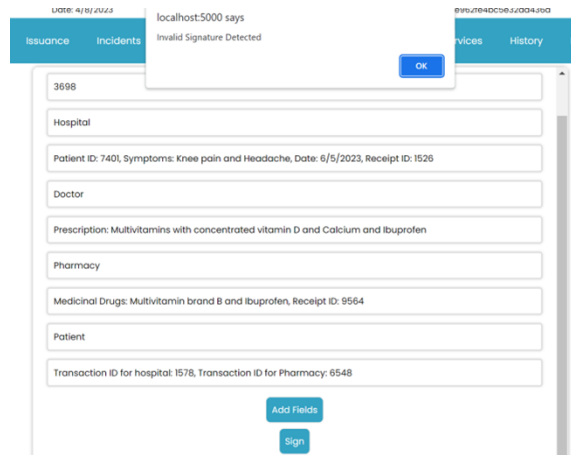 Date: 4/8/2023
localhost:5000 says
Invalid Signature Detected
OK
Issuance Incidents History
3698
Hospital
Patient ID: 7401, Symptoms: Knee pain and Headache, Date: 6/5/2023, Receipt ID: 1526
Doctor
Prescription: Multivitamins with concentrated vitamin D and Calcium and Ibuprofen
Pharmacy
Medicinal Drugs: Multivitamin brand B and Ibuprofen, Receipt ID: 9564
Patient
Transaction ID for hospital: 1578, Transaction ID for Pharmacy: 6548
Add Fields
Sign